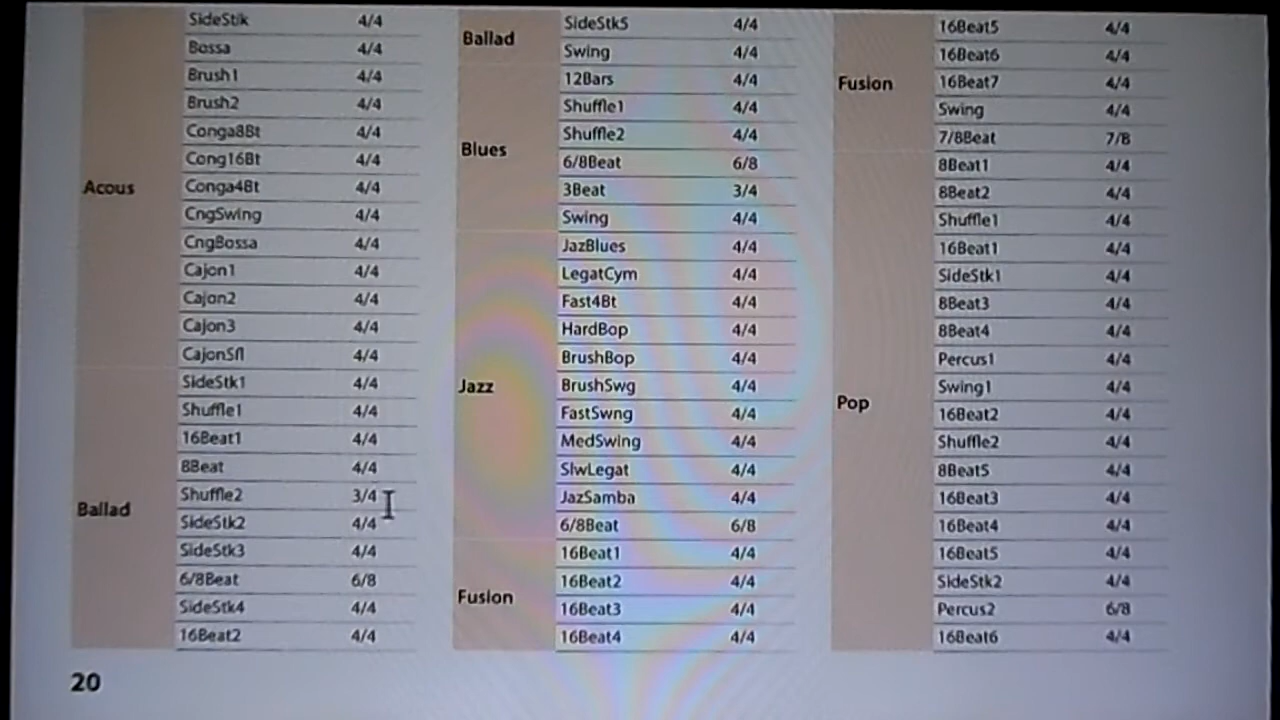 SideStik 4/4
Bossa 4/4
Brush1 4/4
Brush2 4/4
Conga8Bt 4/4
Cong16Bt 4/4
Acous
Conga4Bt 4/4
CngSwing 4/4
CngBossa 4/4
Cajon1 4/4
Cajon2 4/4
Cajon3 4/4
CajonSfl 4/4
SideStk1 4/4
Shuffle1 4/4
16Beat1 4/4
8Beat 4/4
Shuffle2 3/4
Ballad
SideStk2 4/4
SideStk3 4/4
6/8Beat 6/8
SideStk4 4/4
16Beat2 4/4
SideStk5 4/4
Ballad
Swing 4/4
12Bars 4/4
Shuffle1 4/4
Shuffle2 4/4
Blues
6/8Beat 6/8
3Beat 3/4
Swing 4/4
JazBlues 4/4
LegatCym 4/4
Fast4Bt 4/4
HardBop 4/4
BrushBop 4/4
Jazz
BrushSwg 4/4
FastSwng 4/4
MedSwing 4/4
SlwLegat 4/4
JazSamba 4/4
6/8Beat 6/8
16Beat1 4/4
16Beat2 4/4
Fusion
16Beat3 4/4
16Beat4 4/4
16Beat5 4/4
16Beat6 4/4
Fusion
16Beat7 4/4
Swing 4/4
7/8Beat 7/8
8Beat1 4/4
8Beat2 4/4
Shuffle1 4/4
16Beat1 4/4
SideStk1 4/4
8Beat3 4/4
8Beat4 4/4
Percus1 4/4
Swing1 4/4
Pop
16Beat2 4/4
Shuffle2 4/4
8Beat5 4/4
16Beat3 4/4
16Beat4 4/4
16Beat5 4/4
SideStk2 4/4
Percus2 6/8
16Beat6 4/4
20